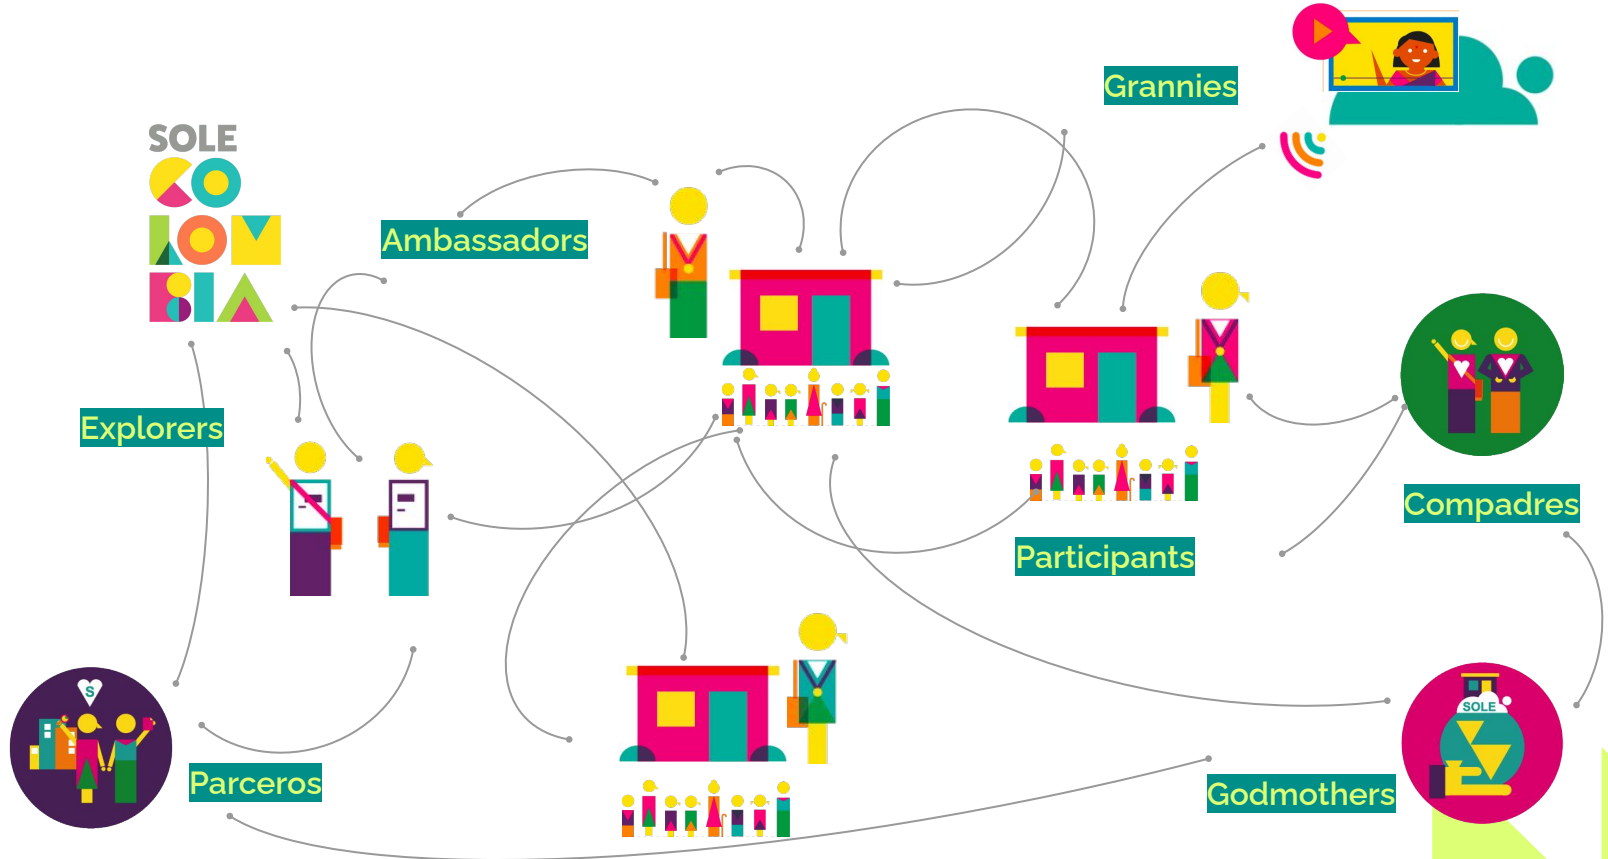 Grannies
SOLE
CO
LOM
BIA
Ambassadors
Explorers
Compadres
Participants
S
SOLE
Parceros
Godmothers